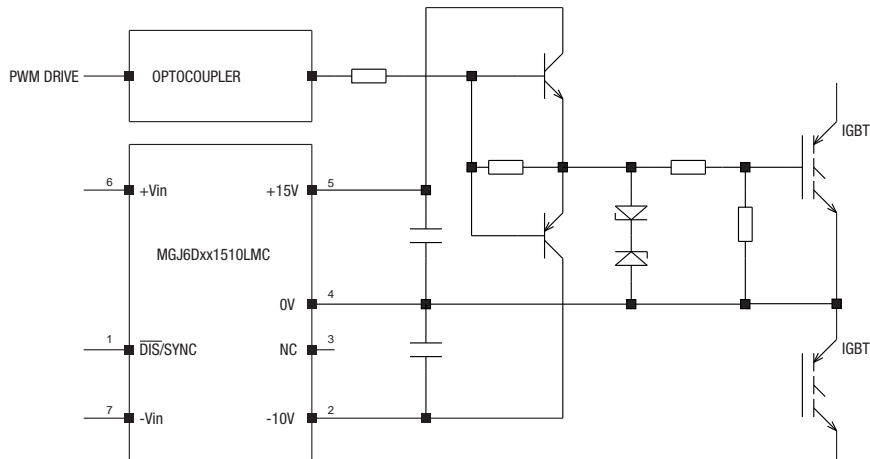 PWM DRIVE
OPTOCOUPLER
IGBT
6
+Vin
+15V
5
MGJ6Dxx1510LMC
0V
4
1
DIS/SYNC
NC
3
IGBT
7
-Vin
-10V
2